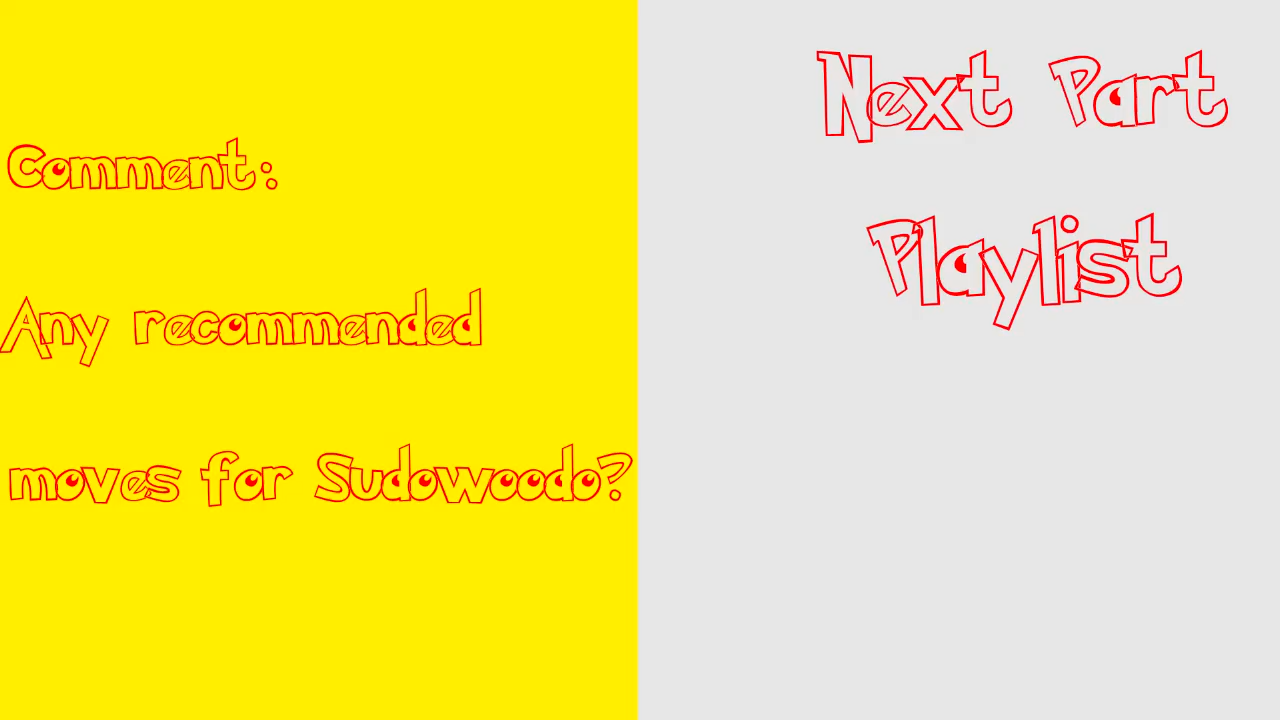 Comment:
Any recommended
moves for Sudowoodo?
Next Part
Playlist